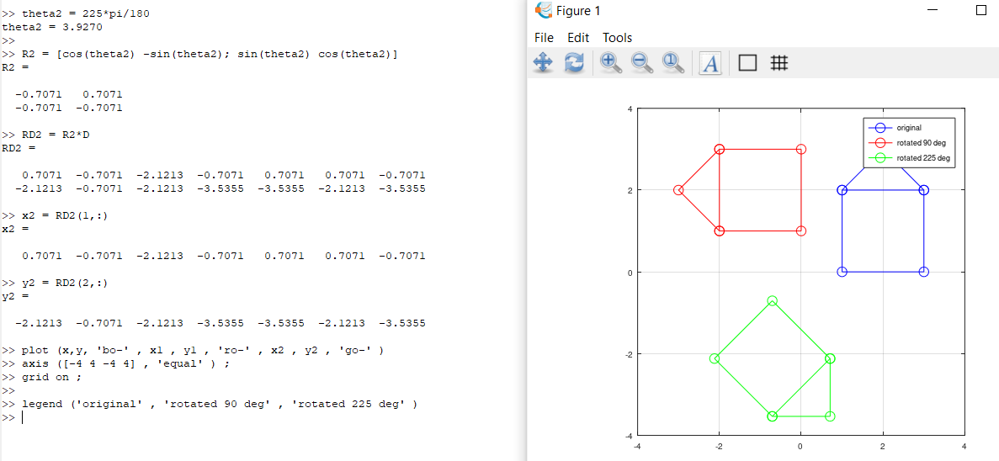 >> theta2 = 225*pi/180
theta2 = 3.9270
>>
>> R2 = [cos(theta2) -sin(theta2); sin(theta2) cos(theta2)]
R2 =
-0.7071 0.7071
-0.7071 -0.7071
>> RD2 = R2*D
RD2 =
0.7071 -0.7071 -2.1213 -0.7071 0.7071 0.7071 -0.7071
-2.1213 -0.7071 -2.1213 -3.5355 -3.5355 -2.1213 -3.5355
>> x2 = RD2(1,:)
x2 =
0.7071 -0.7071 -2.1213 -0.7071 0.7071 0.7071 -0.7071
>> y2 = RD2(2,:)
y2 =
-2.1213 -0.7071 -2.1213 -3.5355 -3.5355 -2.1213 -3.5355
>> plot (x,y, 'bo-' , x1 , y1 , 'ro-' , x2 , y2 , 'go-' )
>> axis ([-4 4 -4 4] , 'equal' ) ;
>> grid on ;
>>
>> legend ('original' , 'rotated 90 deg' , 'rotated 225 deg' )
>>
Figure 1
File Edit Tools
1 A
original
rotated 90 deg
rotated 225 deg
4
2
0
-2
-4
-4 -2 0 2 4